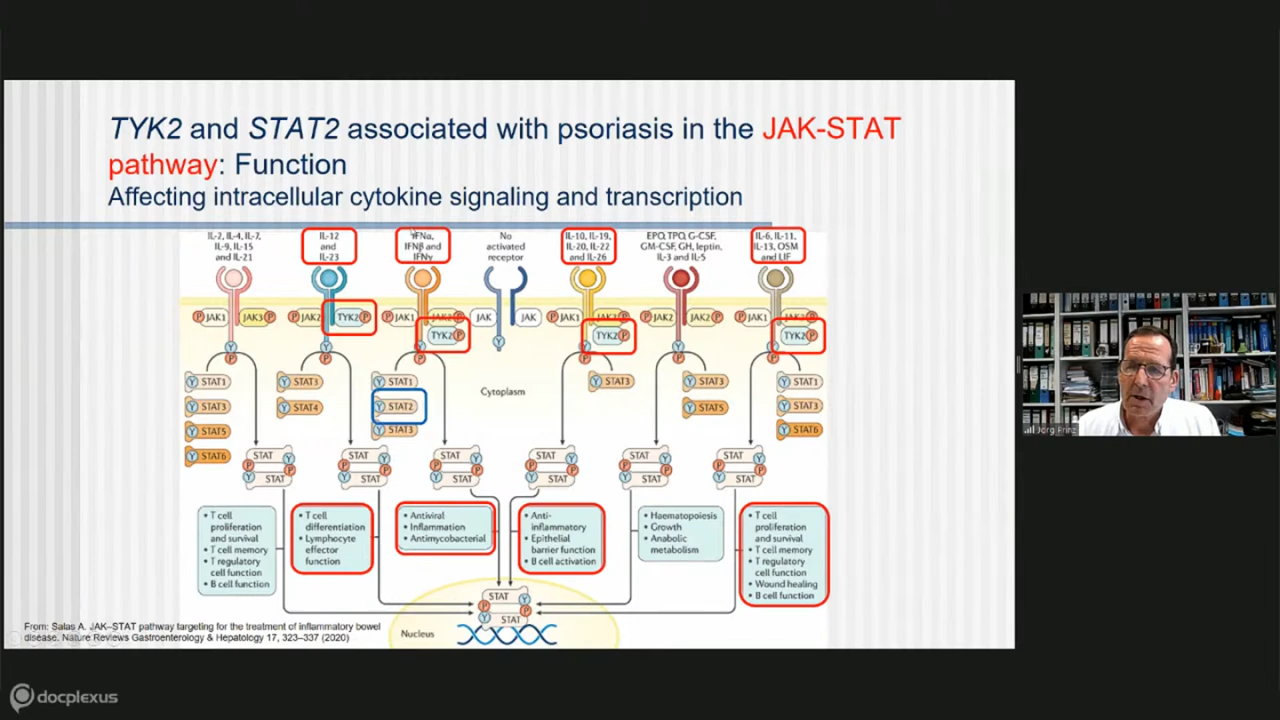 TYK2 and STAT2 associated with psoriasis in the JAK-STAT
pathway: Function
Affecting intracellular cytokine signaling and transcription
IL-2, IL-4, IL-7,
IL-9, IL-15
and IL-21
IL-12
and
IL-23
IFNα,
IFNβ and
IFNγ
No
activated
receptor
IL-10, IL-19,
IL-20, IL-22
and IL-26
EPO, TPO, G-CSF,
GM-CSF, GH, leptin,
IL-3 and IL-5
IL-6, IL-11,
IL-13, OSM
and LIF
P JAK1 JAK3 P
P JAK2 TYK2 P
P JAK1 JAK2 P
TYK2 P
JAK JAK
Y
P JAK1 JAK2 P
TYK2 P
P JAK2 JAK2 P
P JAK1 JAK2 P
TYK2 P
Y
P
Y
P
Y
P
Y
P
Y
P
Y
P
Y STAT1
Y STAT3
Y STAT5
Y STAT6
Y STAT3
Y STAT4
Y STAT1
Y STAT2
Y STAT3
Cytoplasm
Y STAT3
Y STAT3
Y STAT5
Y STAT1
Y STAT3
Y STAT6
STAT Y
P P
Y STAT
STAT Y
P P
Y STAT
STAT Y
P P
Y STAT
STAT Y
P P
Y STAT
STAT Y
P P
Y STAT
STAT Y
P P
Y STAT
• T cell
proliferation
and survival
• T cell memory
• T regulatory
cell function
• B cell function
• T cell
differentiation
• Lymphocyte
effector
function
• Antiviral
• Inflammation
• Antimycobacterial
• Anti-
inflammatory
• Epithelial
barrier function
• B cell activation
• Haematopoiesis
• Growth
• Anabolic
metabolism
• T cell
proliferation
and survival
• T cell memory
• T regulatory
cell function
• Wound healing
• B cell function
STAT Y
P P
Y STAT
Nucleus
From: Salas A. JAK–STAT pathway targeting for the treatment of inflammatory bowel
disease. Nature Reviews Gastroenterology & Hepatology 17, 323–337 (2020)
Jörg Prinz
docplexus